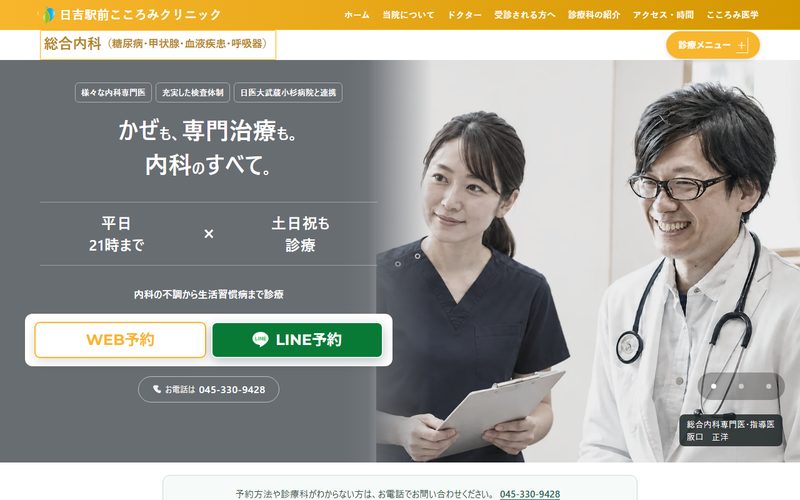 日吉駅前こころみクリニック
ホーム 当院について ドクター 受診される方へ 診療科の紹介 アクセス・時間 こころみ医学
総合内科（糖尿病・甲状腺・血液疾患・呼吸器）
診療メニュー
様々な内科専門医 充実した検査体制 日医大武蔵小杉病院と連携
かぜも、専門治療も。
内科のすべて。
平日
21時まで
×
土日祝も
診療
内科の不調から生活習慣病まで診療
WEB予約 LINE LINE予約
お電話は 045-330-9428
総合内科専門医・指導医
阪口 正洋
予約方法や診療科がわからない方は、お電話でお問い合わせください。 045-330-9428